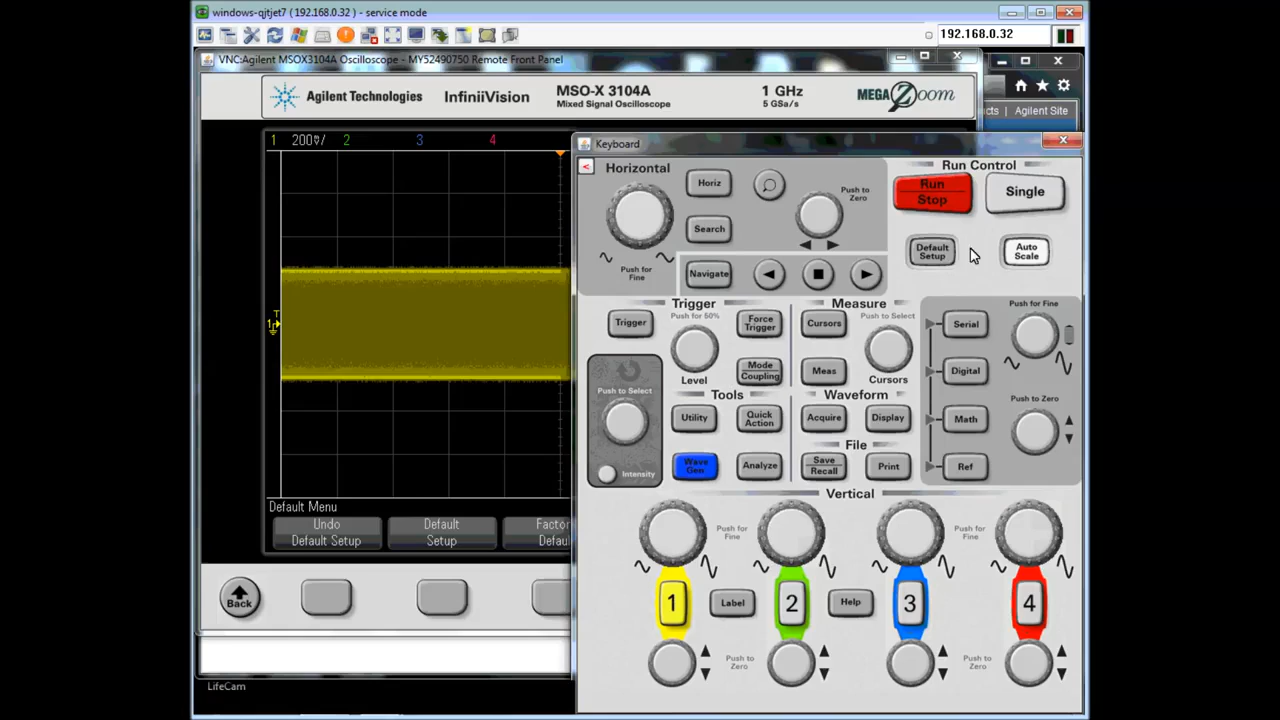 windows-qjtjet7 ( 192.168.0.32 ) - service mode
192.168.0.32
VNC:Agilent MSOX3104A Oscilloscope - MY52490750 Remote Front Panel
Agilent Technologies InfiniiVision MSO-X 3104A 1 GHz MEGA Zoom
Mixed Signal Oscilloscope 5 GSa/s
cts | Agilent Site
1 200♉/ 2 3 4
Keyboard
Horizontal
Horiz
Push to
Zero
Search
Push for
Fine
Navigate
Run Control
Run
Stop
Single
Default
Setup
Auto
Scale
Trigger
Trigger
Push for 50%
Force
Trigger
Level
Mode
Coupling
Measure
Cursors
Push to Select
Meas
Cursors
Push for Fine
Serial
Digital
Push to Zero
Math
Ref
Push to Select
Intensity
Tools
Utility
Quick
Action
Wave
Gen
Analyze
Waveform
Acquire
Display
File
Save
Recall
Print
Vertical
Push for
Fine
Push for
Fine
1
Label
2
Help
3
4
Push to
Zero
Push to
Zero
T
1
Default Menu
Undo
Default Setup
Default
Setup
Factor
Defaul
Back
LifeCam